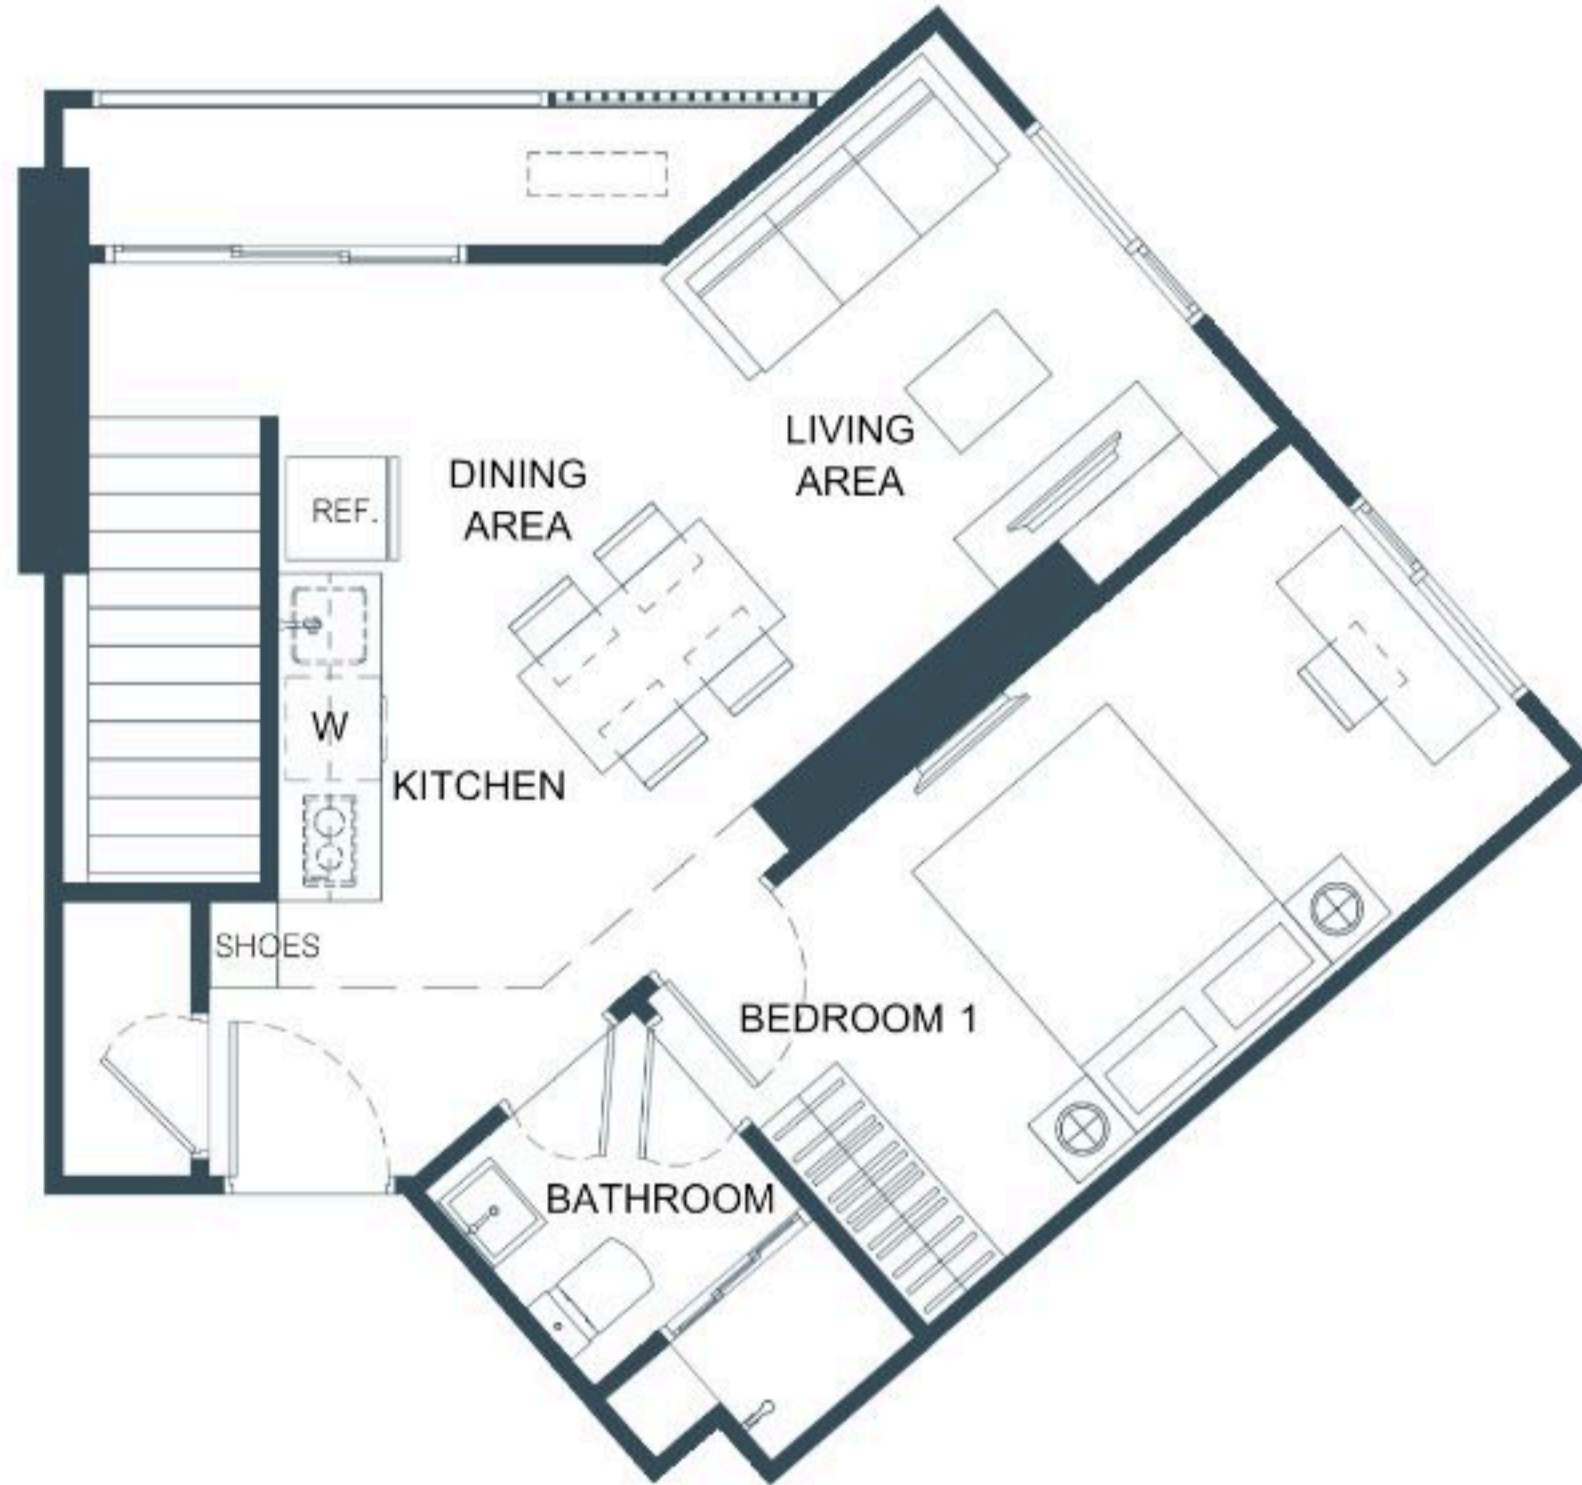 LIVING
AREA
DINING
AREA
REF.
W
KITCHEN
SHOES
BEDROOM 1
BATHROOM